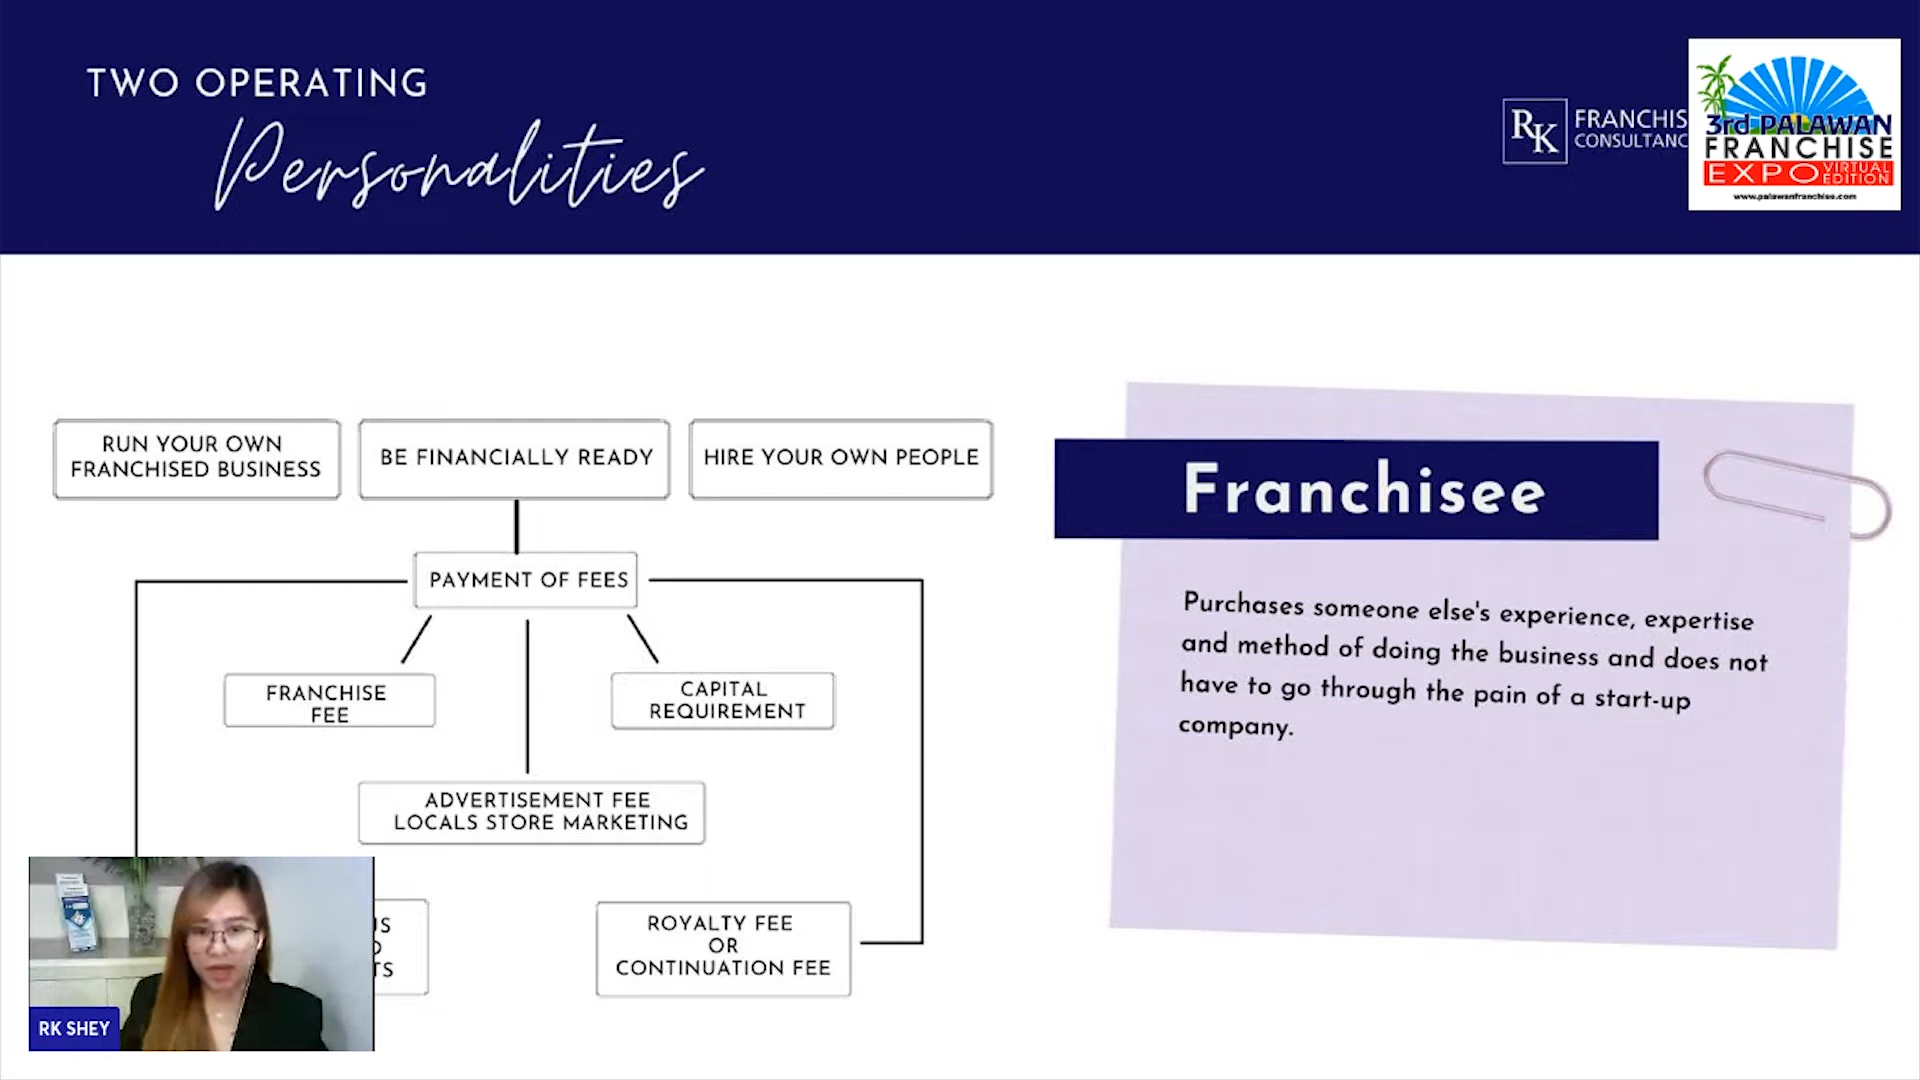 TWO OPERATING
Personalities
RK
FRANCHIS
CONSULTANC
3rd PALAWAN
FRANCHISE
EXPO VIRTUAL EDITION
www.palawanfranchise.com
RUN YOUR OWN
FRANCHISED BUSINESS
BE FINANCIALLY READY
HIRE YOUR OWN PEOPLE
PAYMENT OF FEES
FRANCHISE
FEE
CAPITAL
REQUIREMENT
ADVERTISEMENT FEE
LOCALS STORE MARKETING
ROYALTY FEE
OR
CONTINUATION FEE
Franchisee
Purchases someone else's experience, expertise
and method of doing the business and does not
have to go through the pain of a start-up
company.
RK SHEY